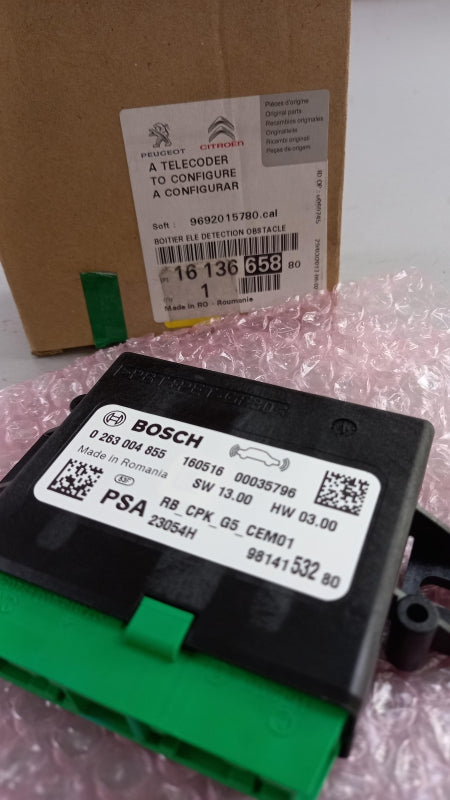 Pièces d'origine
Original parts
Recambios originales
Originalteile
Ricambi originali
Peças de origem
PEUGEOT
CITROËN
A TELECODER
TO CONFIGURE
A CONFIGURAR
Soft : 9692015780.cal
BOITIER ELE DETECTION OBSTACLE
16 136 658 80
1
Made in RO - Roumanie
BOSCH
0 263 004 855
160516 00035796
Made in Romania
SW 13.00 HW 03.00
PSA
RB_CPK_G5_CEM01
23054H
98141 532 80